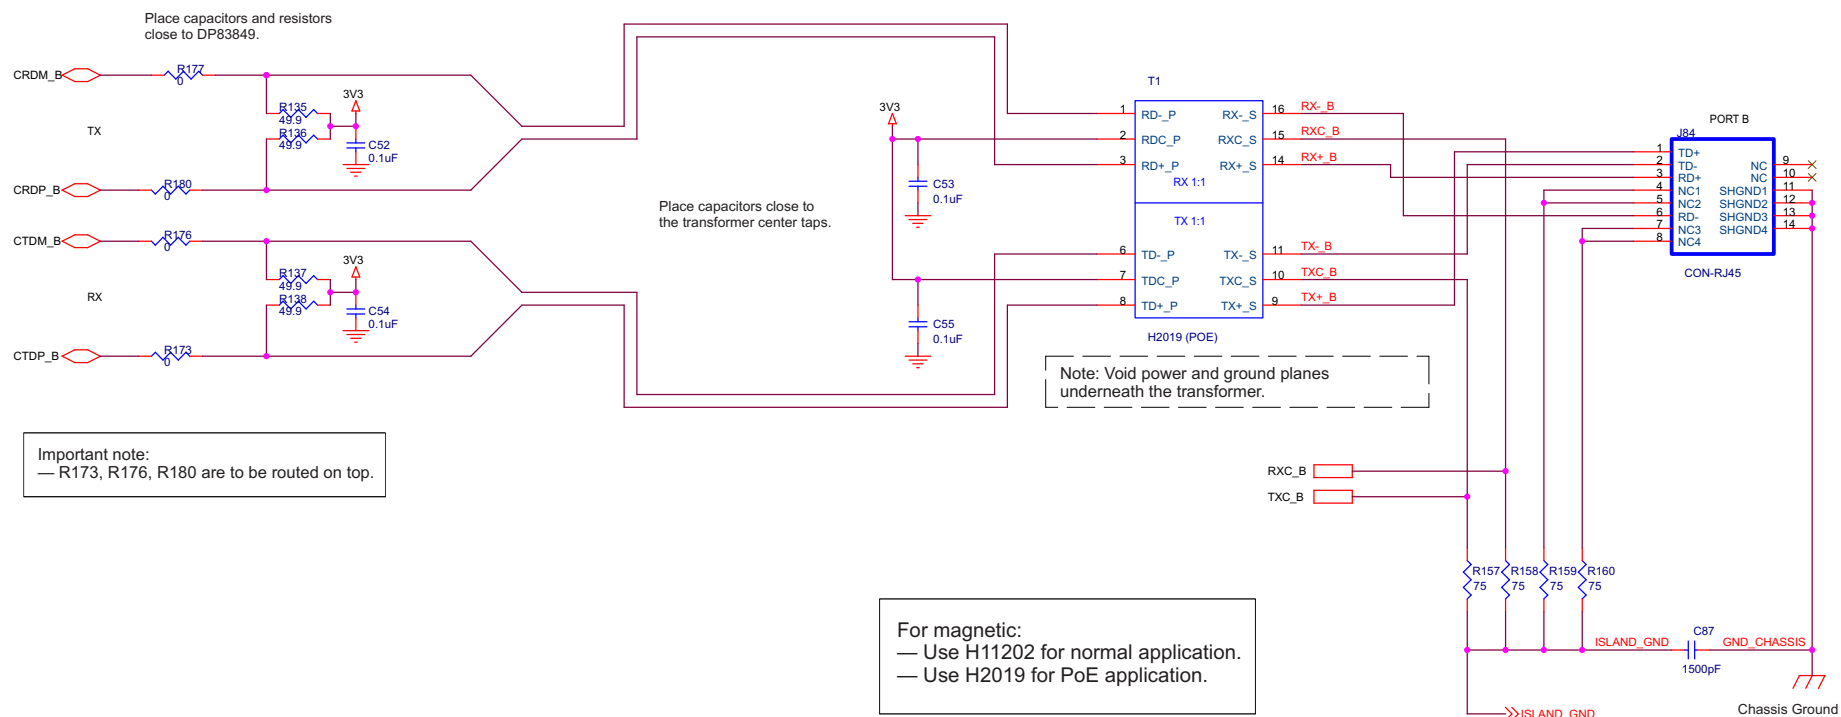 Place capacitors and resistors
close to DP83849.
CRDM_B
R177
0
TX
R135
49.9
R136
49.9
3V3
C52
0.1uF
CRDP_B
R180
0
CTDM_B
R176
0
RX
R137
49.9
R138
49.9
3V3
C54
0.1uF
CTDP_B
R173
0
Important note:
— R173, R176, R180 are to be routed on top.
Place capacitors close to
the transformer center taps.
3V3
C53
0.1uF
C55
0.1uF
T1
1 RD-_P RX-_S 16 RX-_B
2 RDC_P RXC_S 15 RXC_B
3 RD+_P RX+_S 14 RX+_B
RX 1:1
TX 1:1
6 TD-_P TX-_S 11 TX-_B
7 TDC_P TXC_S 10 TXC_B
8 TD+_P TX+_S 9 TX+_B
H2019 (POE)
Note: Void power and ground planes
underneath the transformer.
PORT B
J84
1 TD+
2 TD-
3 RD+
4 NC1
5 NC2
6 RD-
7 NC3
8 NC4
NC 9
NC 10
SHGND1 11
SHGND2 12
SHGND3 13
SHGND4 14
CON-RJ45
RXC_B
TXC_B
R157
75
R158
75
R159
75
R160
75
ISLAND_GND
C87
1500pF
GND_CHASSIS
ISLAND_GND
Chassis Ground
For magnetic:
— Use H11202 for normal application.
— Use H2019 for PoE application.